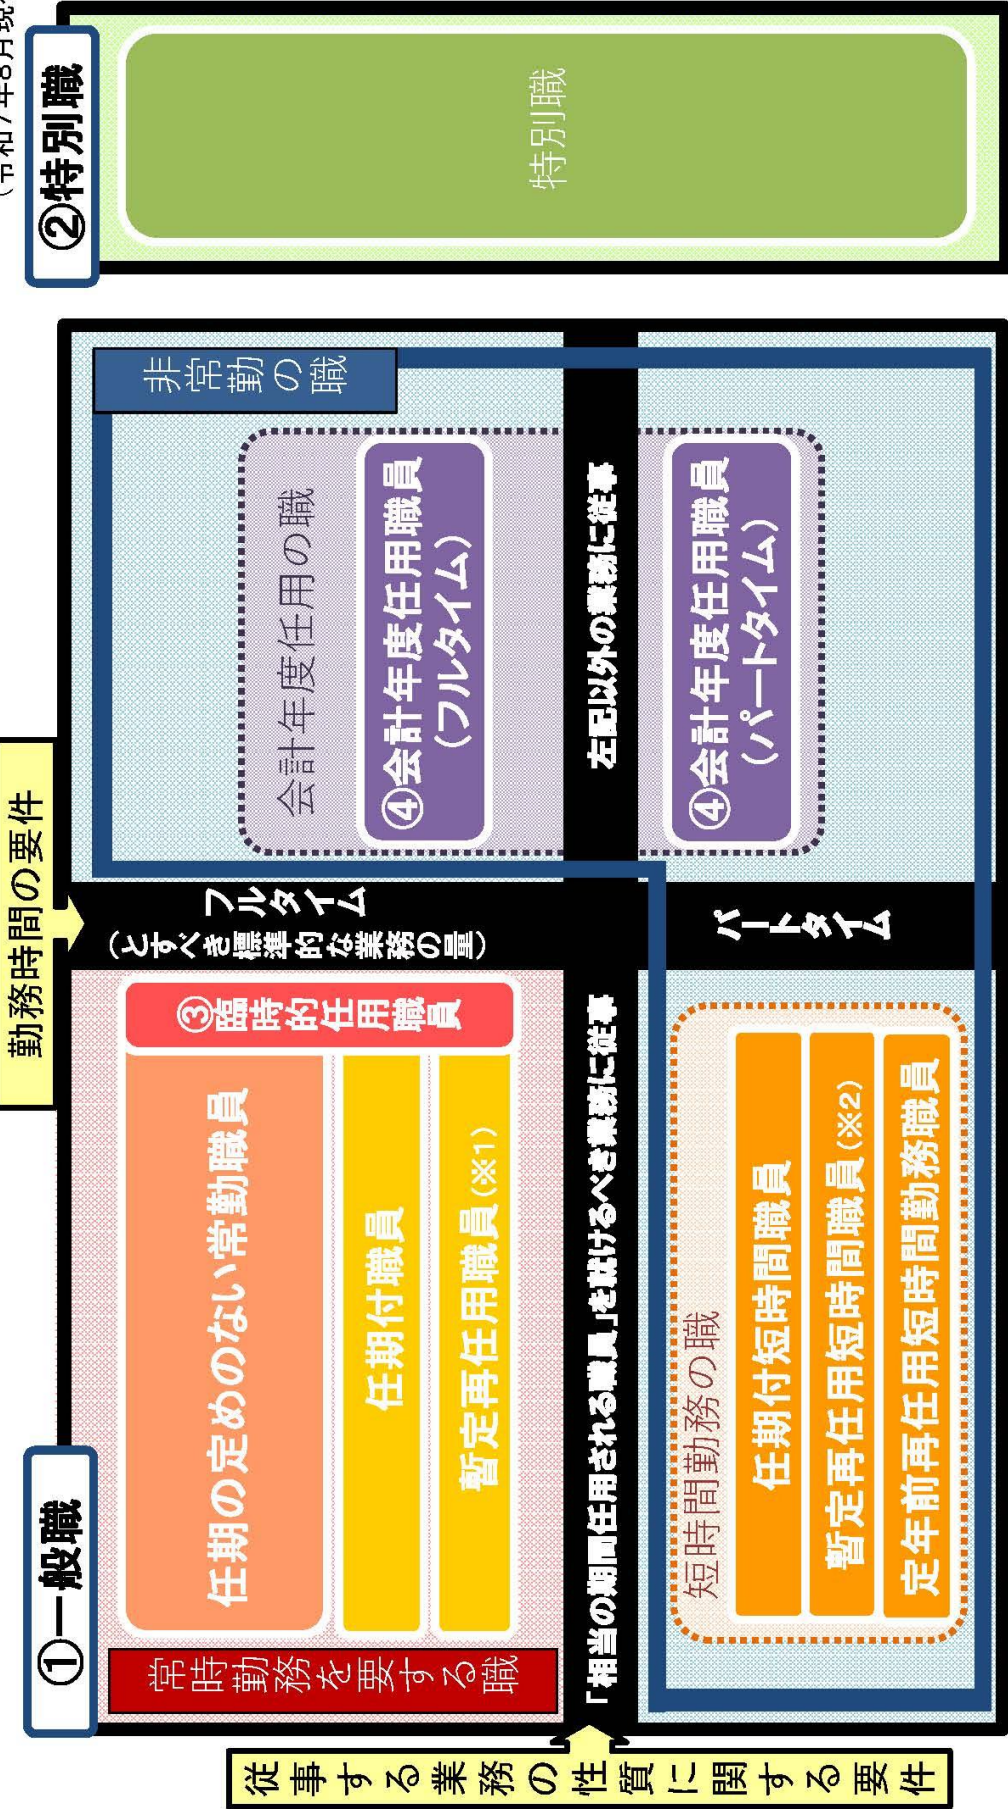 (令和7年8月現
①一般職
②特別職
勤務時間の要件
従事する業務の性質に関する要件
常時勤務を要する職
任期の定めのない常勤職員
任期付職員
暫定再任用職員(※1)
③臨時的任用職員
フルタイム
(とすべき標準的な業務の量)
非常勤の職
会計年度任用の職
④会計年度任用職員
(フルタイム)
「相当の期間任用される職員」を就けるべき業務に従事
左記以外の業務に従事
短時間勤務の職
任期付短時間職員
暫定再任用短時間職員(※2)
定年前再任用短時間勤務職員
パートタイム
④会計年度任用職員
(パートタイム)
特別職